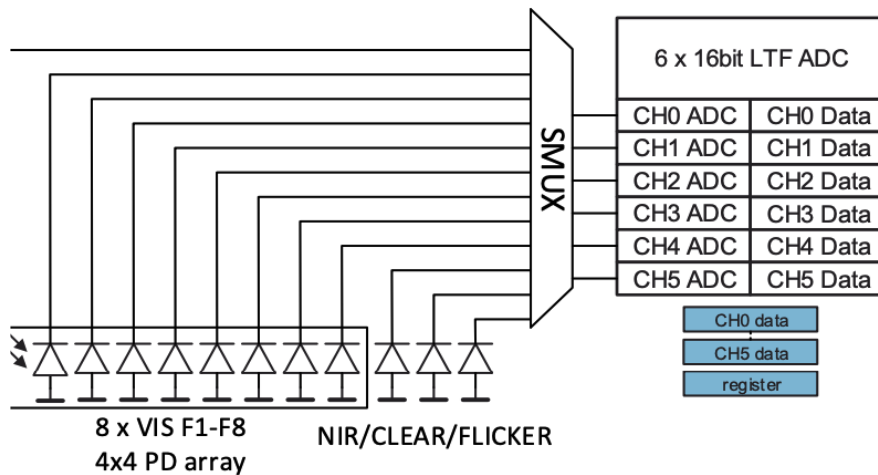 6 x 16bit LTF ADC
SMUX
CH0 ADC CH0 Data
CH1 ADC CH1 Data
CH2 ADC CH2 Data
CH3 ADC CH3 Data
CH4 ADC CH4 Data
CH5 ADC CH5 Data
CH0 data
CH5 data
register
8 x VIS F1-F8
4x4 PD array
NIR/CLEAR/FLICKER